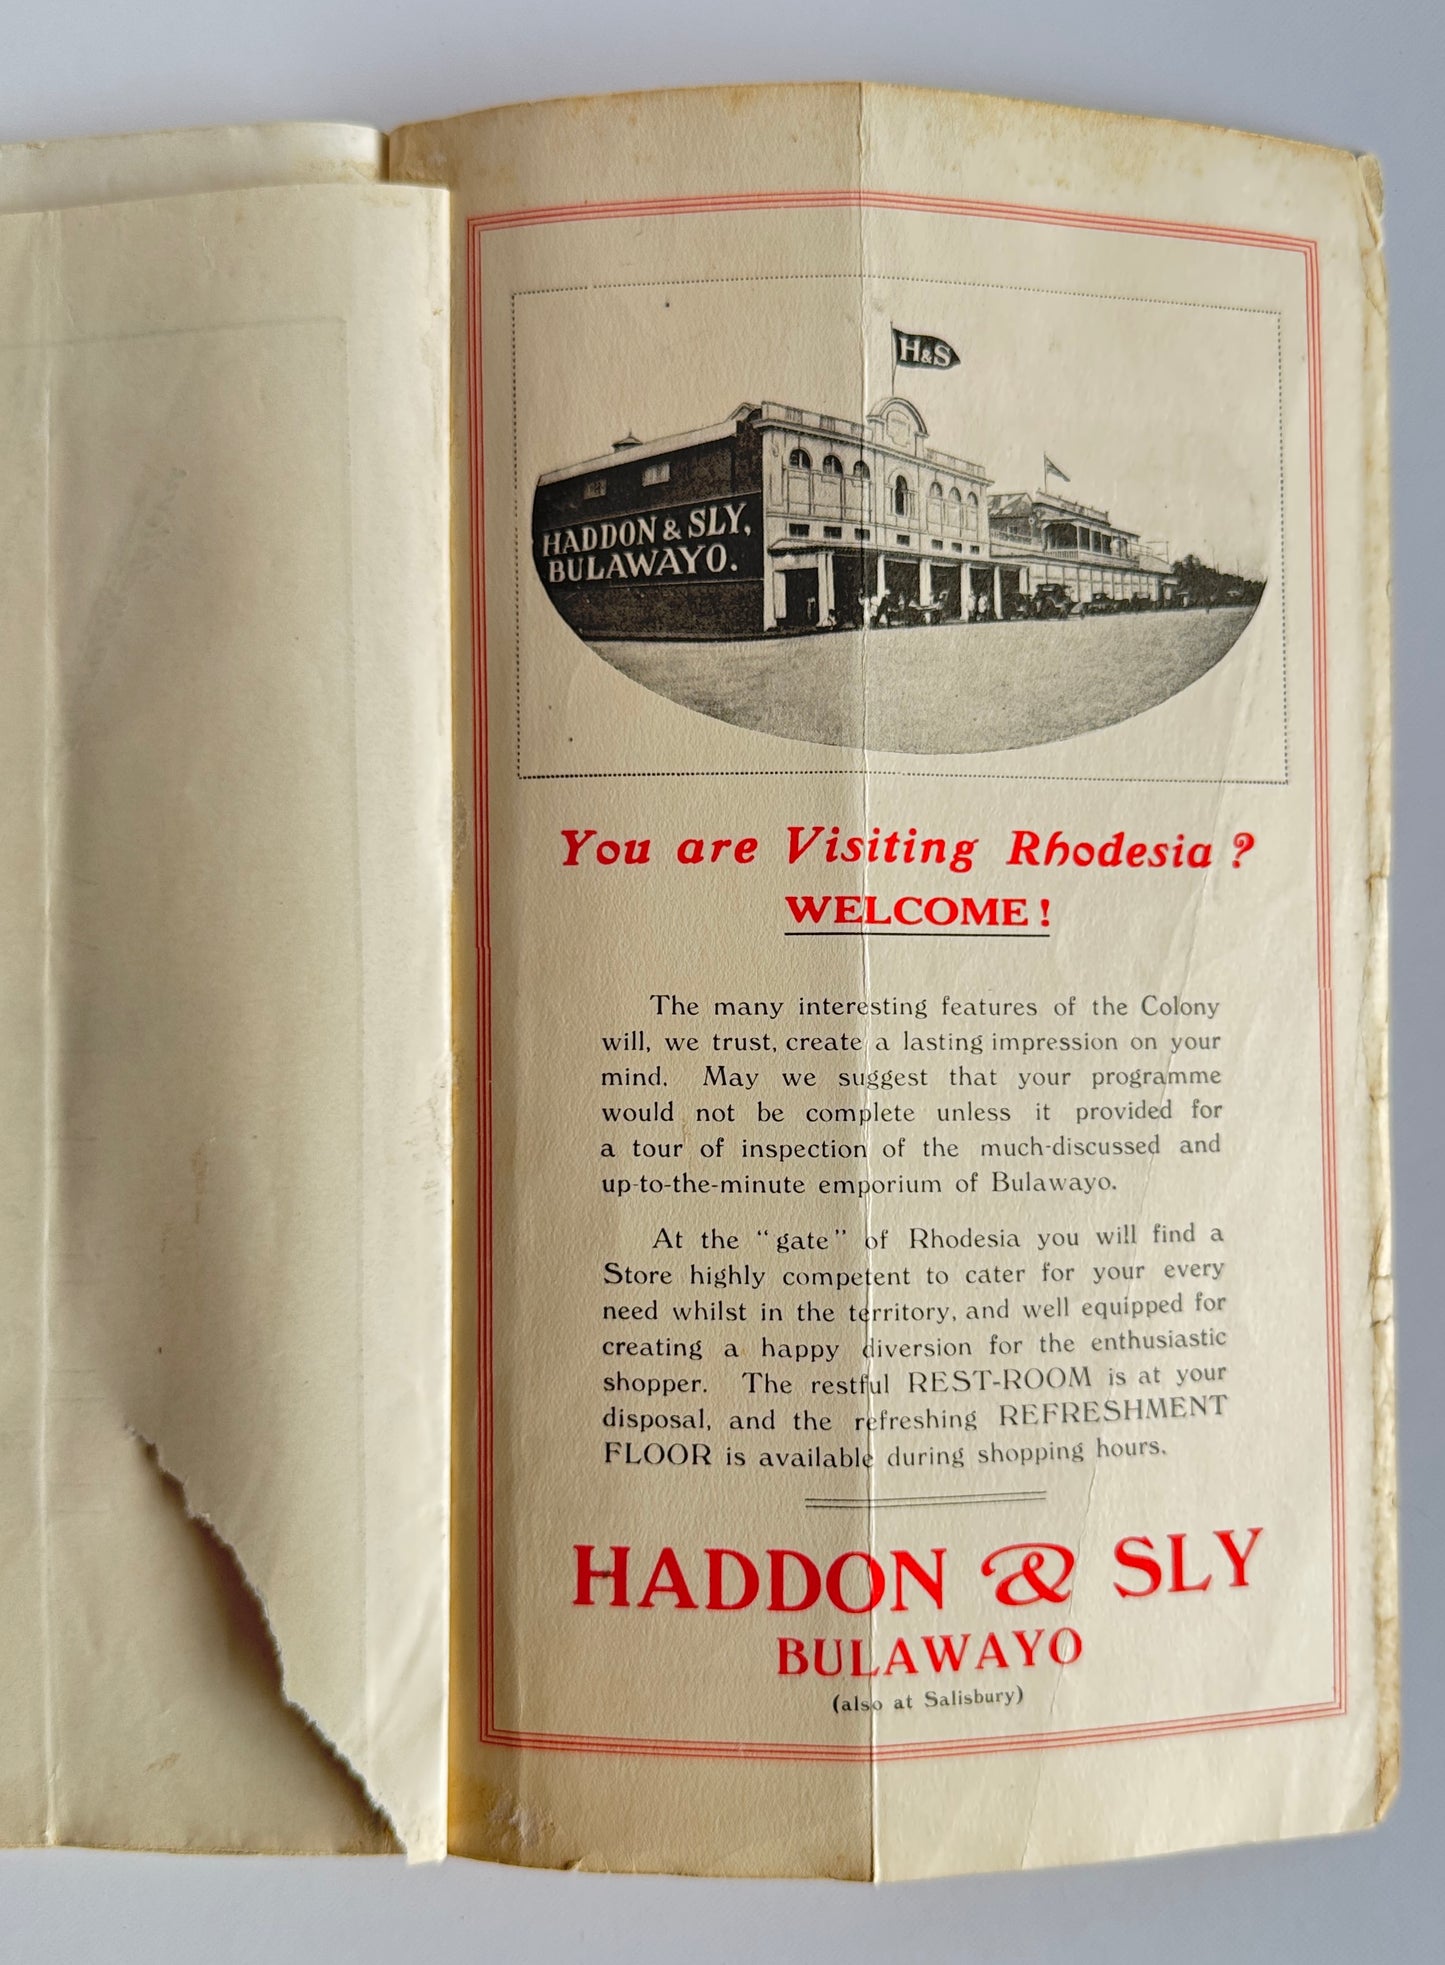 H&S
HADDON & SLY,
BULAWAYO.
You are Visiting Rhodesia ?
WELCOME !
The many interesting features of the Colony
will, we trust, create a lasting impression on your
mind. May we suggest that your programme
would not be complete unless it provided for
a tour of inspection of the much-discussed and
up-to-the-minute emporium of Bulawayo.
At the "gate" of Rhodesia you will find a
Store highly competent to cater for your every
need whilst in the territory, and well equipped for
creating a happy diversion for the enthusiastic
shopper. The restful REST-ROOM is at your
disposal, and the refreshing REFRESHMENT
FLOOR is available during shopping hours.
HADDON & SLY
BULAWAYO
(also at Salisbury)